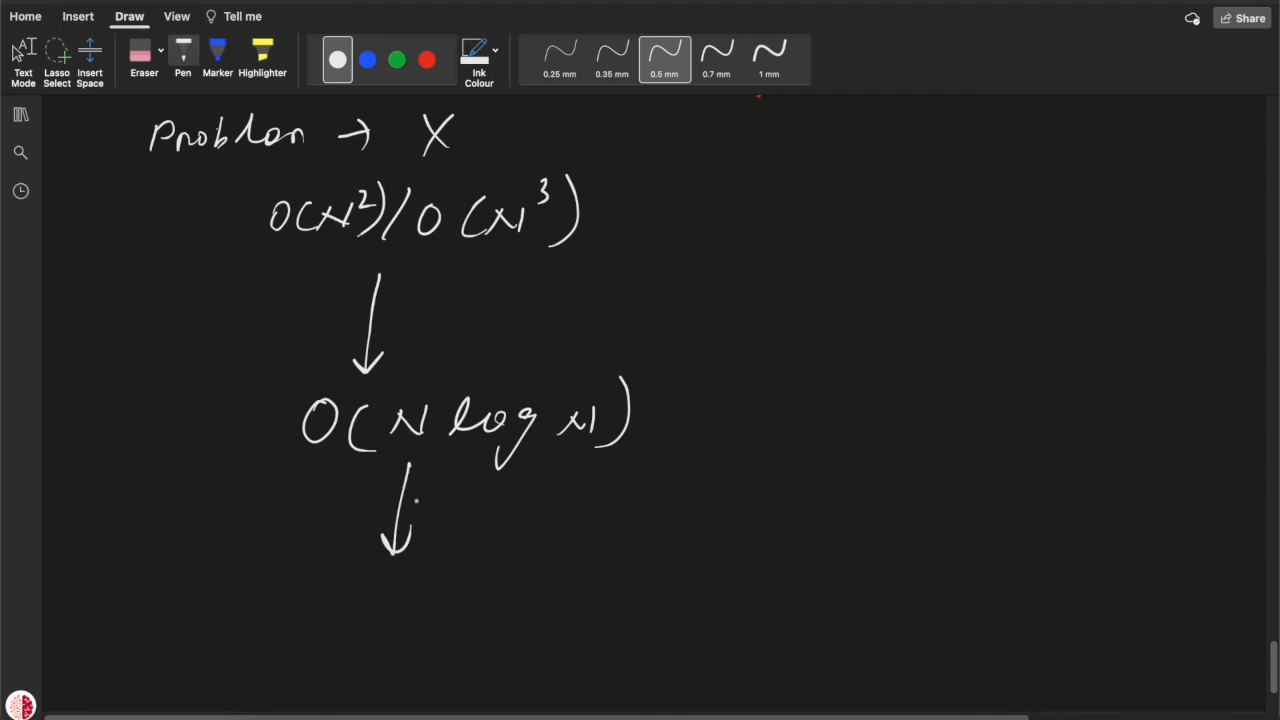 Home Insert Draw View Tell me
Share
Text Mode
Lasso Select
Insert Space
Eraser
Pen
Marker
Highlighter
Ink Colour
0.25 mm
0.35 mm
0.5 mm
0.7 mm
1 mm
Problem → X
O(N²)/O(N³)
↓
O(N log N)
↓